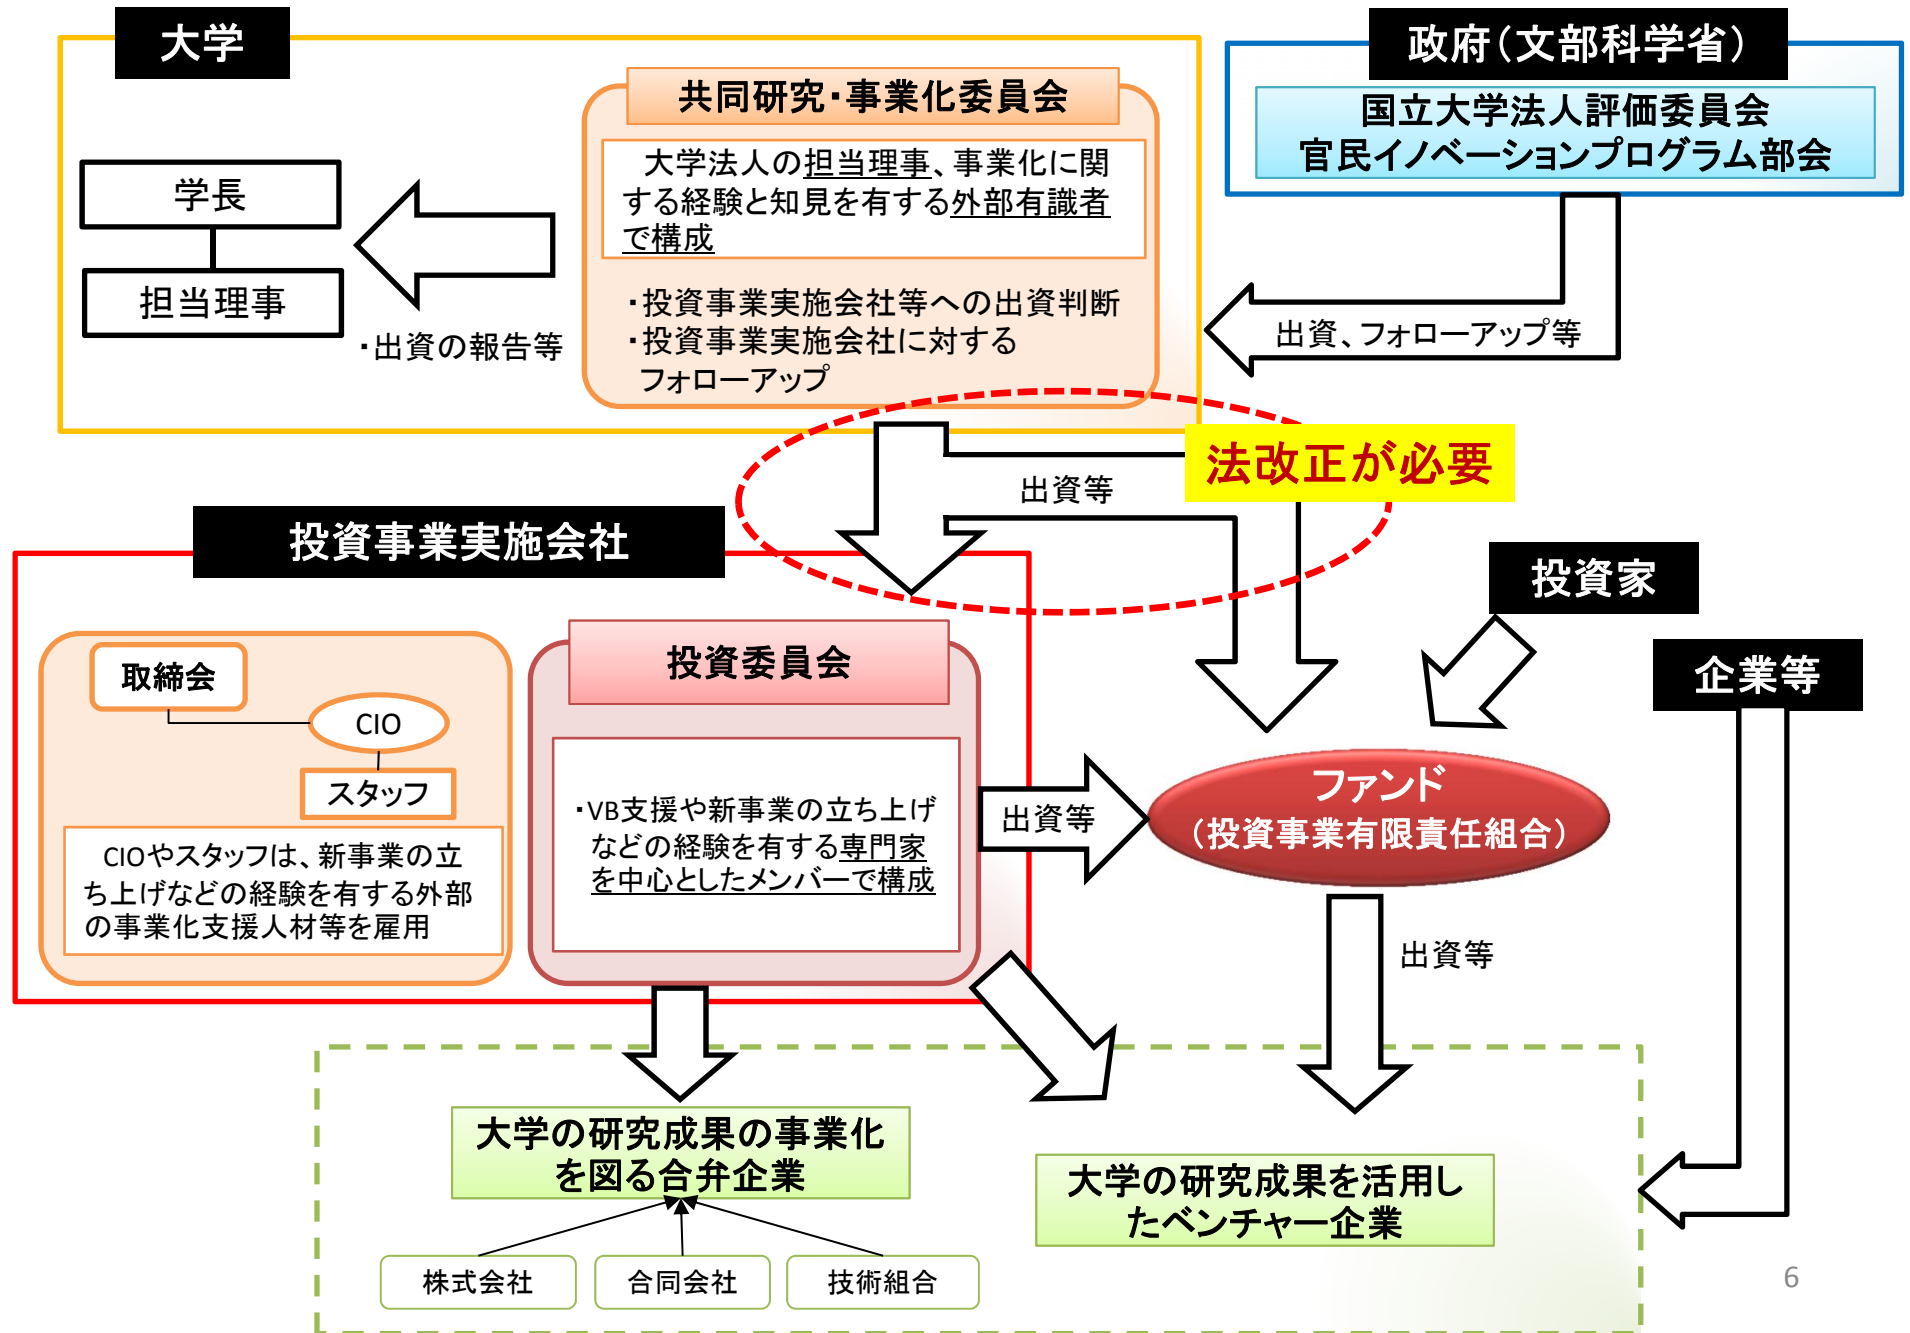 大学
政府（文部科学省）
共同研究・事業化委員会
国立大学法人評価委員会
官民イノベーションプログラム部会
大学法人の担当理事、事業化に関
する経験と知見を有する外部有識者
で構成
学長
担当理事
・出資の報告等
・投資事業実施会社等への出資判断
・投資事業実施会社に対する
フォローアップ
出資、フォローアップ等
法改正が必要
出資等
投資事業実施会社
投資家
企業等
取締会
CIO
スタッフ
CIOやスタッフは、新事業の立
ち上げなどの経験を有する外部
の事業化支援人材等を雇用
投資委員会
・VB支援や新事業の立ち上げ
などの経験を有する専門家
を中心としたメンバーで構成
出資等
ファンド
（投資事業有限責任組合）
出資等
大学の研究成果の事業化
を図る合弁企業
大学の研究成果を活用し
たベンチャー企業
株式会社
合同会社
技術組合
6